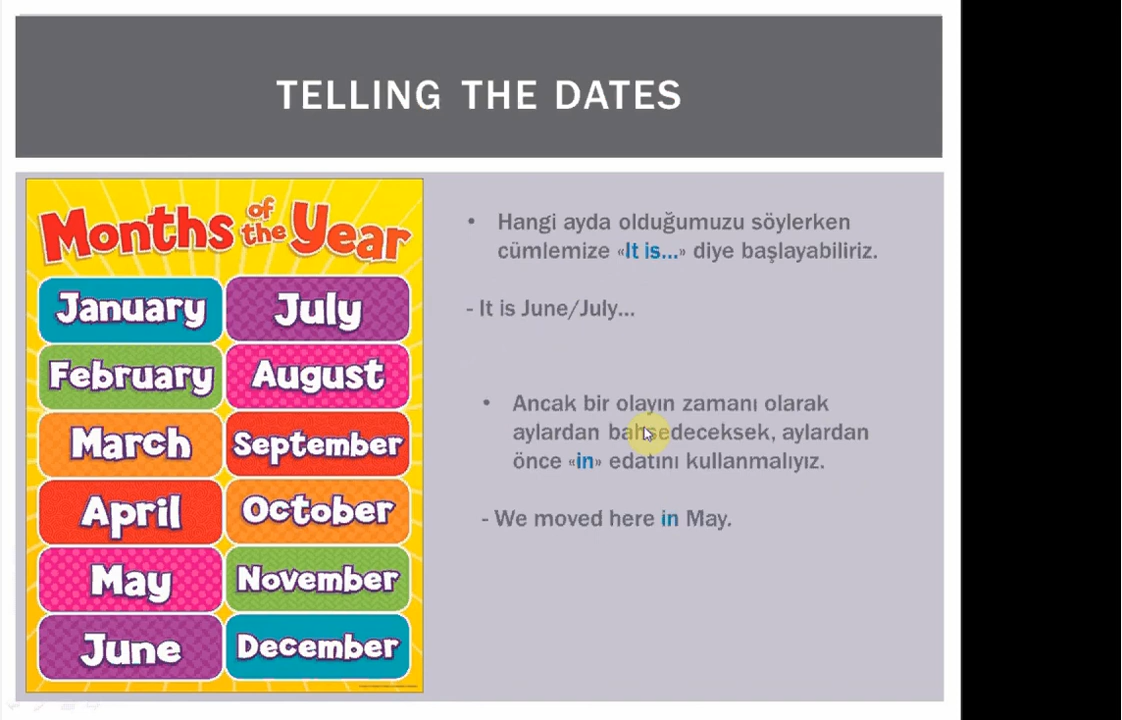 TELLING THE DATES
Months of the Year
January
July
February
August
March
September
April
October
May
November
June
December
• Hangi ayda olduğumuzu söylerken
cümlemize «It is...» diye başlayabiliriz.
- It is June/July...
• Ancak bir olayın zamanı olarak
aylardan bahsedeceksek, aylardan
önce «in» edatını kullanmalıyız.
- We moved here in May.